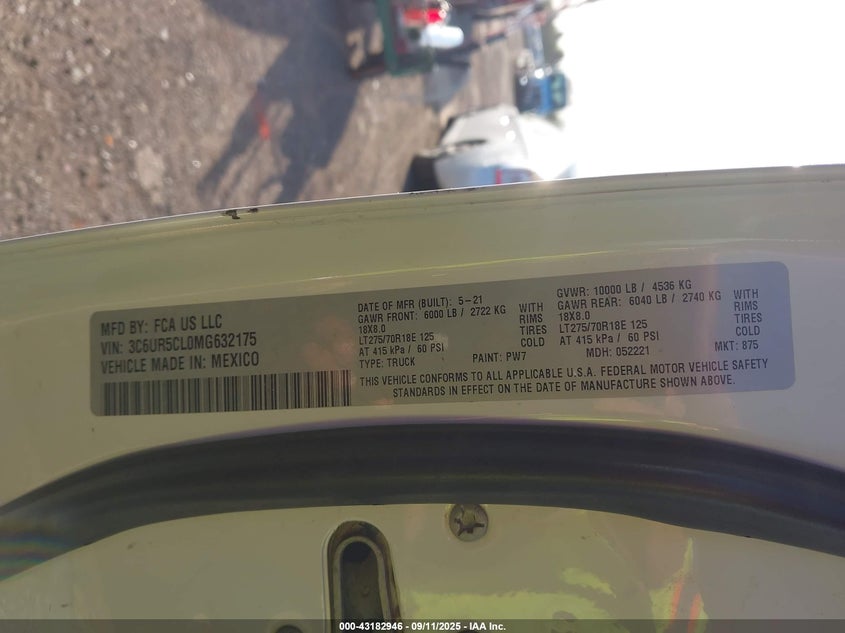 MFD BY: FCA US LLC
VIN: 3C6UR5CL0MG632175
VEHICLE MADE IN: MEXICO
DATE OF MFR (BUILT): 5-21
GAWR FRONT: 6000 LB / 2722 KG WITH
18X8.0 RIMS
LT275/70R18E 125 TIRES
AT 415 kPa / 60 PSI COLD
TYPE: TRUCK PAINT: PW7
GVWR: 10000 LB / 4536 KG
GAWR REAR: 6040 LB / 2740 KG WITH
18X8.0 RIMS
LT275/70R18E 125 TIRES
AT 415 kPa / 60 PSI COLD
MDH: 052221 MKT: 875
THIS VEHICLE CONFORMS TO ALL APPLICABLE U.S.A. FEDERAL MOTOR VEHICLE SAFETY
STANDARDS IN EFFECT ON THE DATE OF MANUFACTURE SHOWN ABOVE.
000-43182946 - 09/11/2025 - IAA Inc.